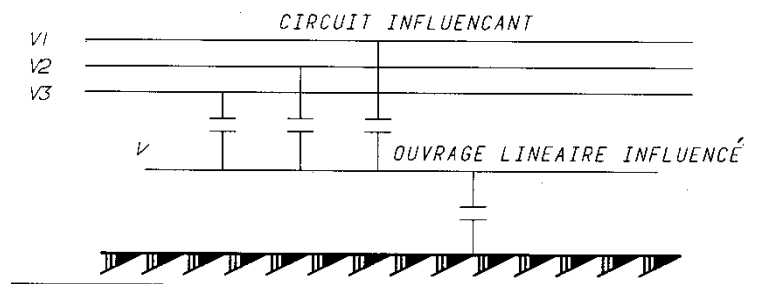 CIRCUIT INFLUENCANT
V1
V2
V3
V
OUVRAGE LINEAIRE INFLUENCÉ